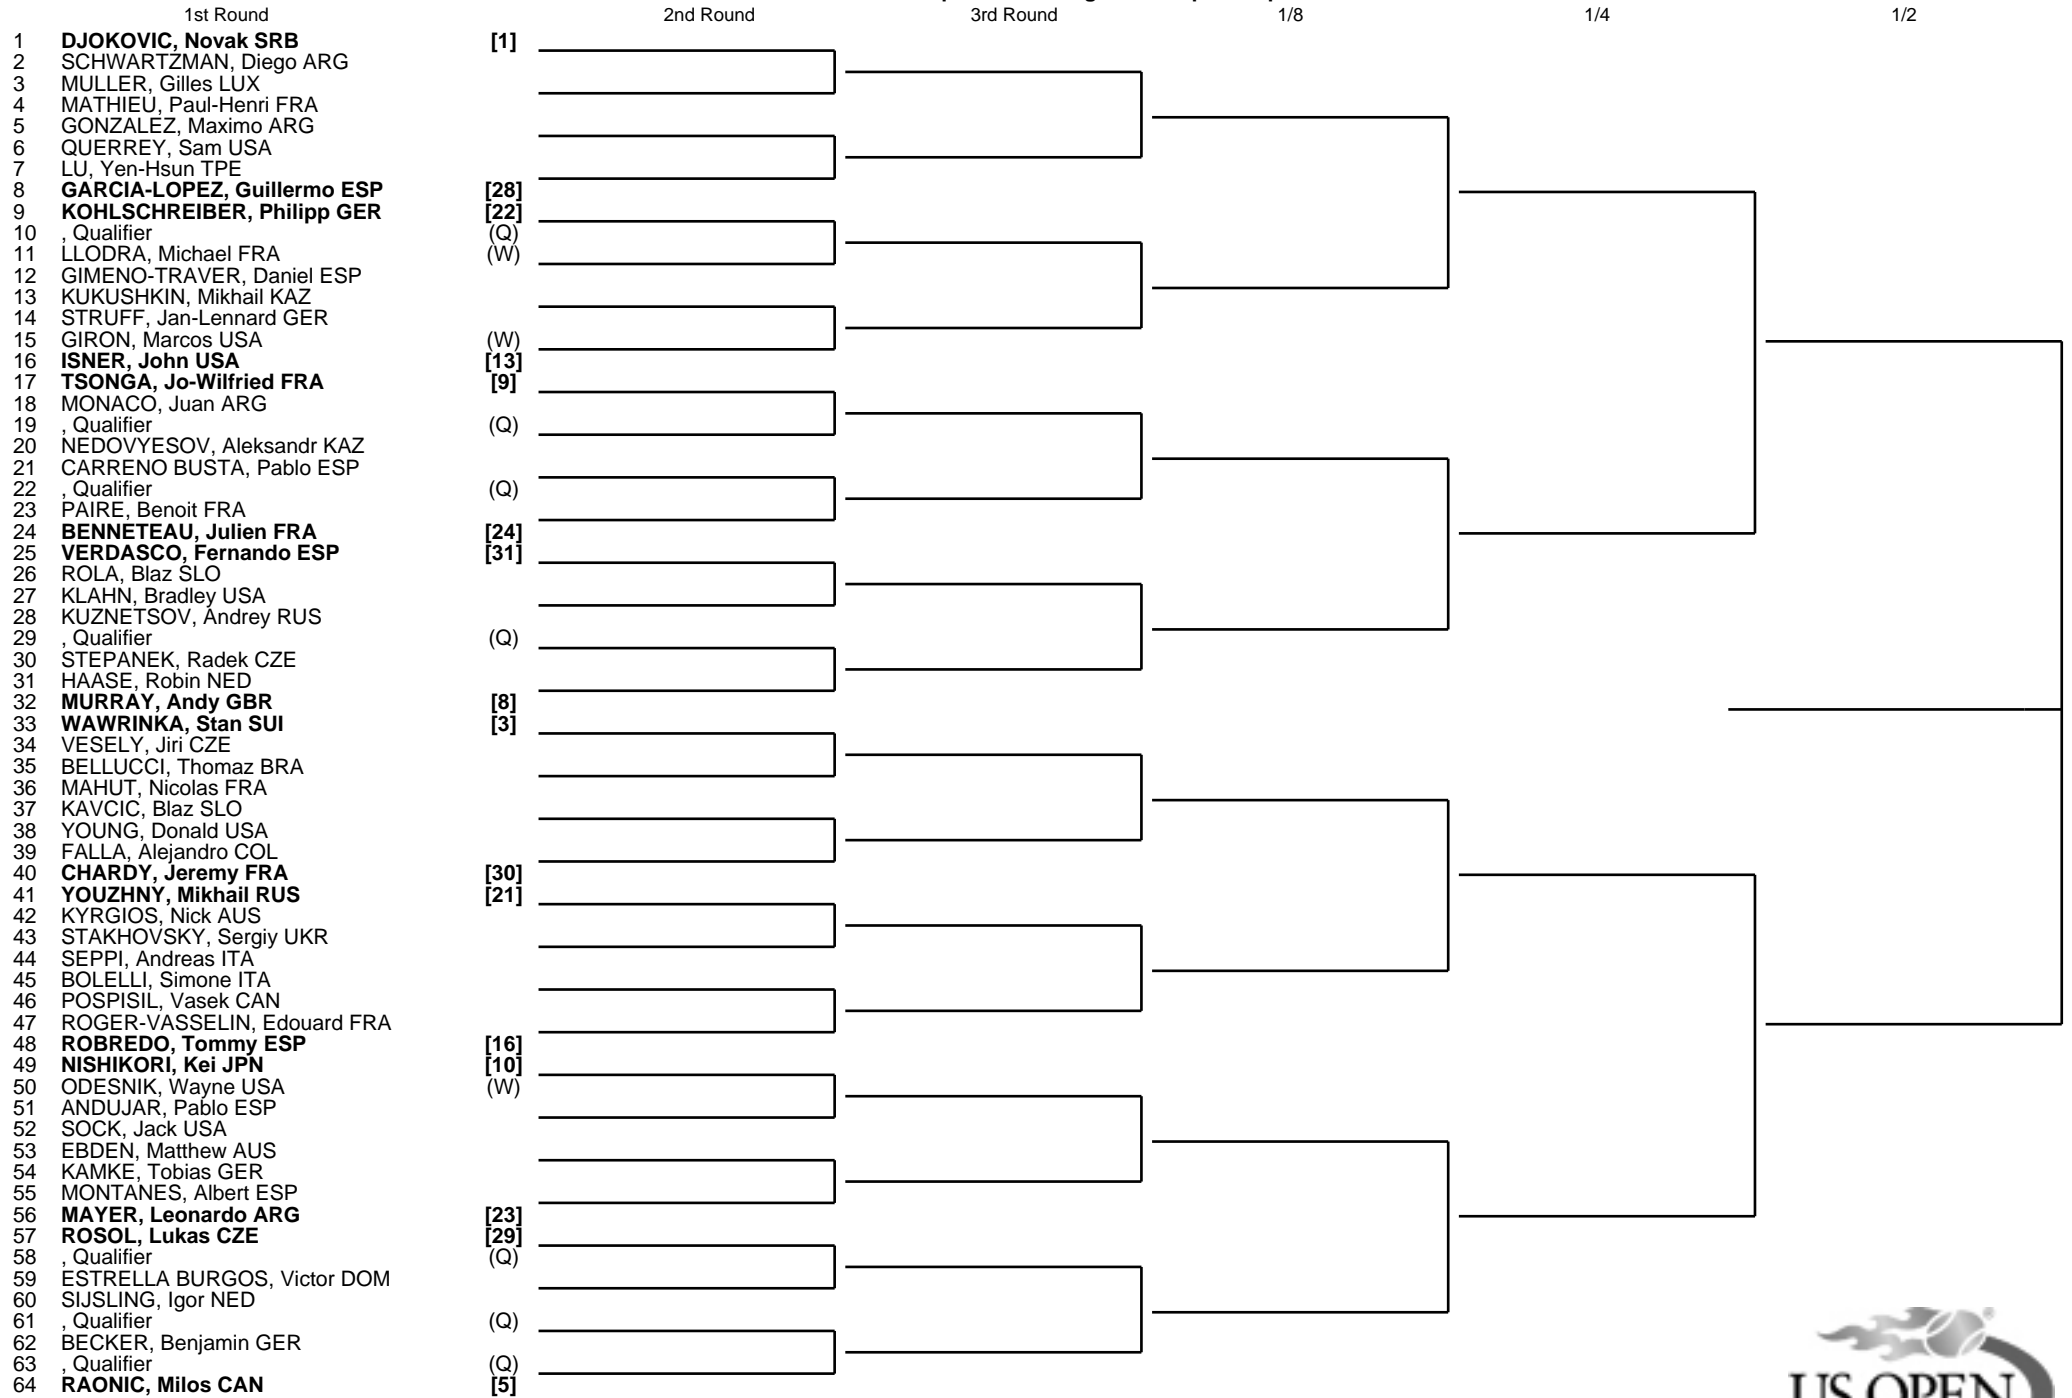 1st Round 2nd Round 3rd Round 1/8 1/4 1/2
1 DJOKOVIC, Novak SRB [1]
2 SCHWARTZMAN, Diego ARG
3 MULLER, Gilles LUX
4 MATHIEU, Paul-Henri FRA
5 GONZALEZ, Maximo ARG
6 QUERREY, Sam USA
7 LU, Yen-Hsun TPE
8 GARCIA-LOPEZ, Guillermo ESP [28]
9 KOHLSCHREIBER, Philipp GER [22]
10 , Qualifier (Q)
11 LLODRA, Michael FRA (W)
12 GIMENO-TRAVER, Daniel ESP
13 KUKUSHKIN, Mikhail KAZ
14 STRUFF, Jan-Lennard GER
15 GIRON, Marcos USA (W)
16 ISNER, John USA [13]
17 TSONGA, Jo-Wilfried FRA [9]
18 MONACO, Juan ARG
19 , Qualifier (Q)
20 NEDOVYESOV, Aleksandr KAZ
21 CARRENO BUSTA, Pablo ESP
22 , Qualifier (Q)
23 PAIRE, Benoit FRA
24 BENNETEAU, Julien FRA [24]
25 VERDASCO, Fernando ESP [31]
26 ROLA, Blaz SLO
27 KLAHN, Bradley USA
28 KUZNETSOV, Andrey RUS
29 , Qualifier (Q)
30 STEPANEK, Radek CZE
31 HAASE, Robin NED
32 MURRAY, Andy GBR [8]
33 WAWRINKA, Stan SUI [3]
34 VESELY, Jiri CZE
35 BELLUCCI, Thomaz BRA
36 MAHUT, Nicolas FRA
37 KAVCIC, Blaz SLO
38 YOUNG, Donald USA
39 FALLA, Alejandro COL
40 CHARDY, Jeremy FRA [30]
41 YOUZHNY, Mikhail RUS [21]
42 KYRGIOS, Nick AUS
43 STAKHOVSKY, Sergiy UKR
44 SEPPI, Andreas ITA
45 BOLELLI, Simone ITA
46 POSPISIL, Vasek CAN
47 ROGER-VASSELIN, Edouard FRA
48 ROBREDO, Tommy ESP [16]
49 NISHIKORI, Kei JPN [10]
50 ODESNIK, Wayne USA (W)
51 ANDUJAR, Pablo ESP
52 SOCK, Jack USA
53 EBDEN, Matthew AUS
54 KAMKE, Tobias GER
55 MONTANES, Albert ESP
56 MAYER, Leonardo ARG [23]
57 ROSOL, Lukas CZE [29]
58 , Qualifier (Q)
59 ESTRELLA BURGOS, Victor DOM
60 SIJSLING, Igor NED
61 , Qualifier (Q)
62 BECKER, Benjamin GER
63 , Qualifier (Q)
64 RAONIC, Milos CAN [5]
US OPEN